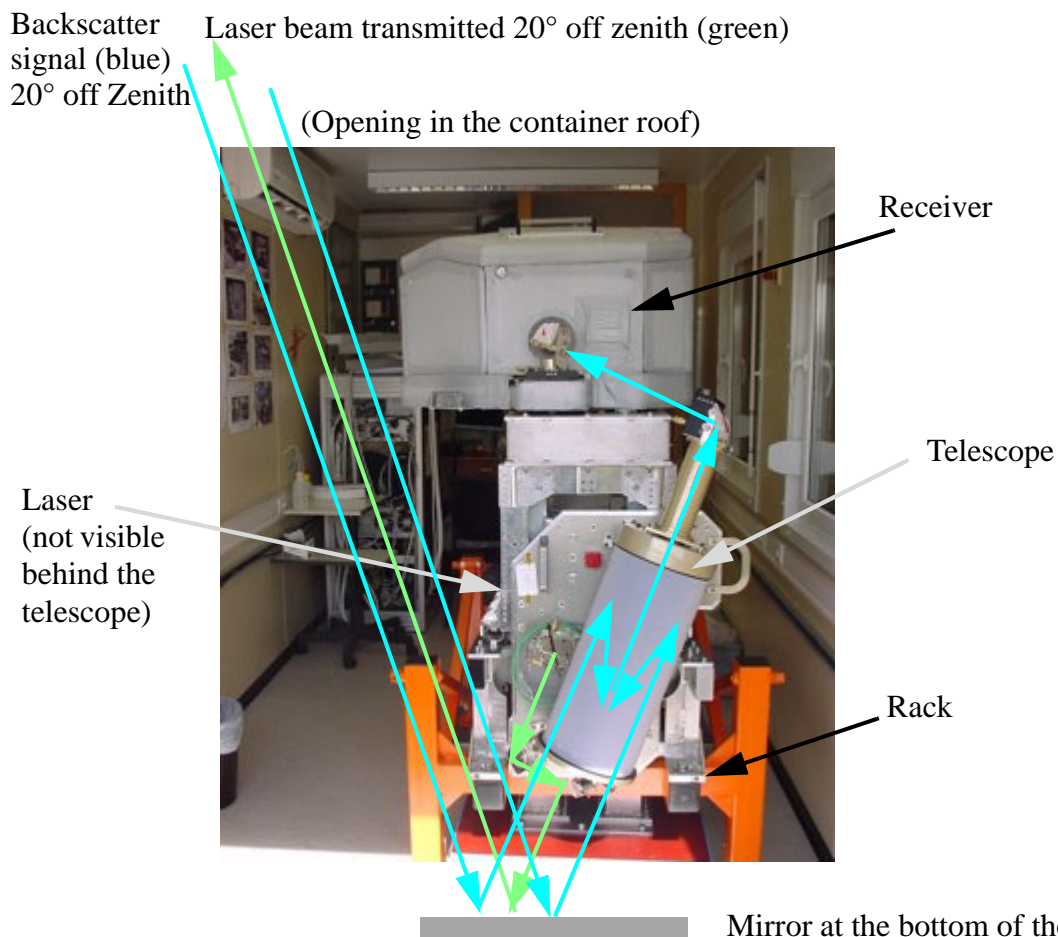 Backscatter
signal (blue)
20° off Zenith
Laser beam transmitted 20° off zenith (green)
(Opening in the container roof)
Receiver
Telescope
Laser
(not visible
behind the
telescope)
Rack
Mirror at the bottom of the